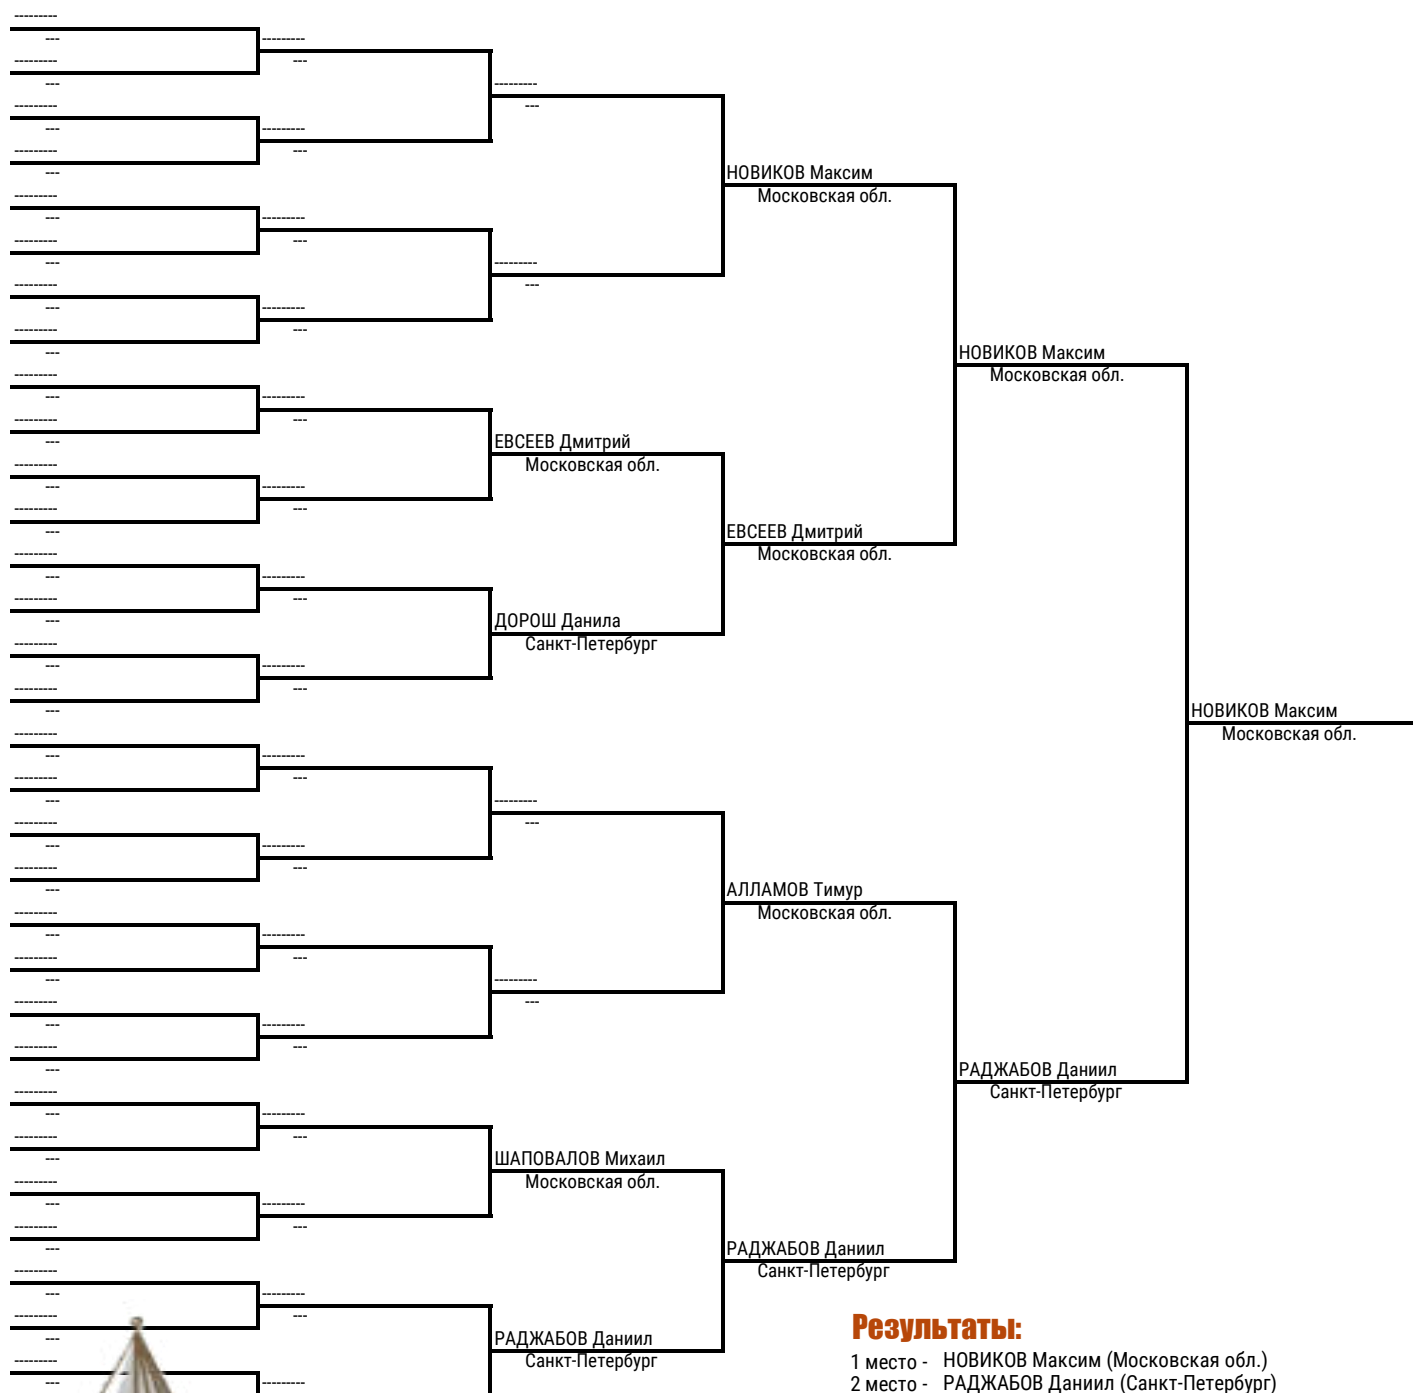 НОВИКОВ Максим
Московская обл.
НОВИКОВ Максим
Московская обл.
ЕВСЕЕВ Дмитрий
Московская обл.
ЕВСЕЕВ Дмитрий
Московская обл.
ДОРОШ Данила
Санкт-Петербург
НОВИКОВ Максим
Московская обл.
АЛЛАМОВ Тимур
Московская обл.
РАДЖАБОВ Даниил
Санкт-Петербург
ШАПОВАЛОВ Михаил
Московская обл.
РАДЖАБОВ Даниил
Санкт-Петербург
РАДЖАБОВ Даниил
Санкт-Петербург
Результаты:
1 место - НОВИКОВ Максим (Московская обл.)
2 место - РАДЖАБОВ Даниил (Санкт-Петербург)